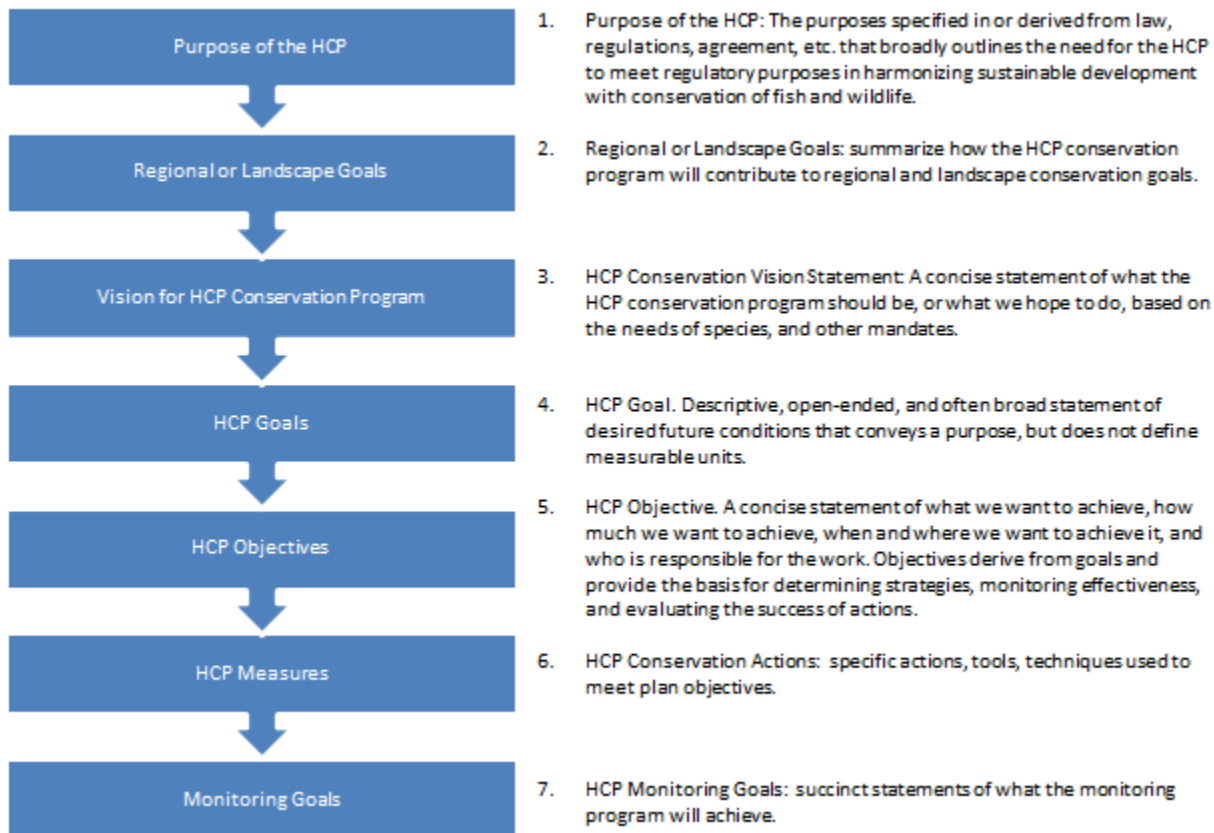 Purpose of the HCP
1. Purpose of the HCP: The purposes specified in or derived from law,
regulations, agreement, etc. that broadly outlines the need for the HCP
to meet regulatory purposes in harmonizing sustainable development
with conservation of fish and wildlife.
Regional or Landscape Goals
2. Regional or Landscape Goals: summarize how the HCP conservation
program will contribute to regional and landscape conservation goals.
Vision for HCP Conservation Program
3. HCP Conservation Vision Statement: A concise statement of what the
HCP conservation program should be, or what we hope to do, based on
the needs of species, and other mandates.
HCP Goals
4. HCP Goal. Descriptive, open-ended, and often broad statement of
desired future conditions that conveys a purpose, but does not define
measurable units.
HCP Objectives
5. HCP Objective. A concise statement of what we want to achieve, how
much we want to achieve, when and where we want to achieve it, and
who is responsible for the work. Objectives derive from goals and
provide the basis for determining strategies, monitoring effectiveness,
and evaluating the success of actions.
HCP Measures
6. HCP Conservation Actions: specific actions, tools, techniques used to
meet plan objectives.
Monitoring Goals
7. HCP Monitoring Goals: succinct statements of what the monitoring
program will achieve.